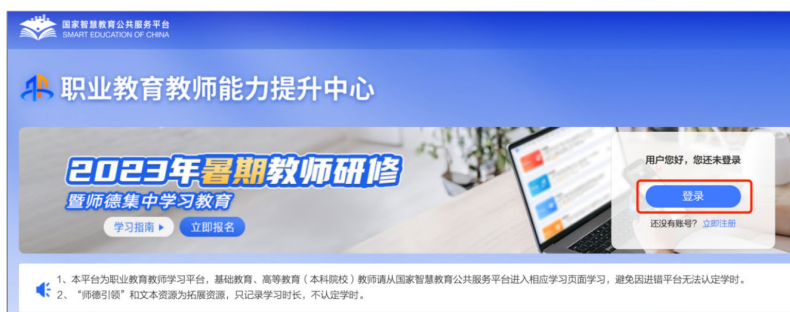 国家智慧教育公共服务平台
SMART EDUCATION OF CHINA
职业教育教师能力提升中心
2023年暑期教师研修
暨师德集中学习教育
学习指南
立即报名
用户您好，您还未登录
登录
还没有账号？ 立即注册
1、本平台为职业教育教师学习平台，基础教育、高等教育（本科院校）教师请从国家智慧教育公共服务平台进入相应学习页面学习，避免因进错平台无法认定学时。
2、“师德引领”和文本资源为拓展资源，只记录学习时长，不认定学时。